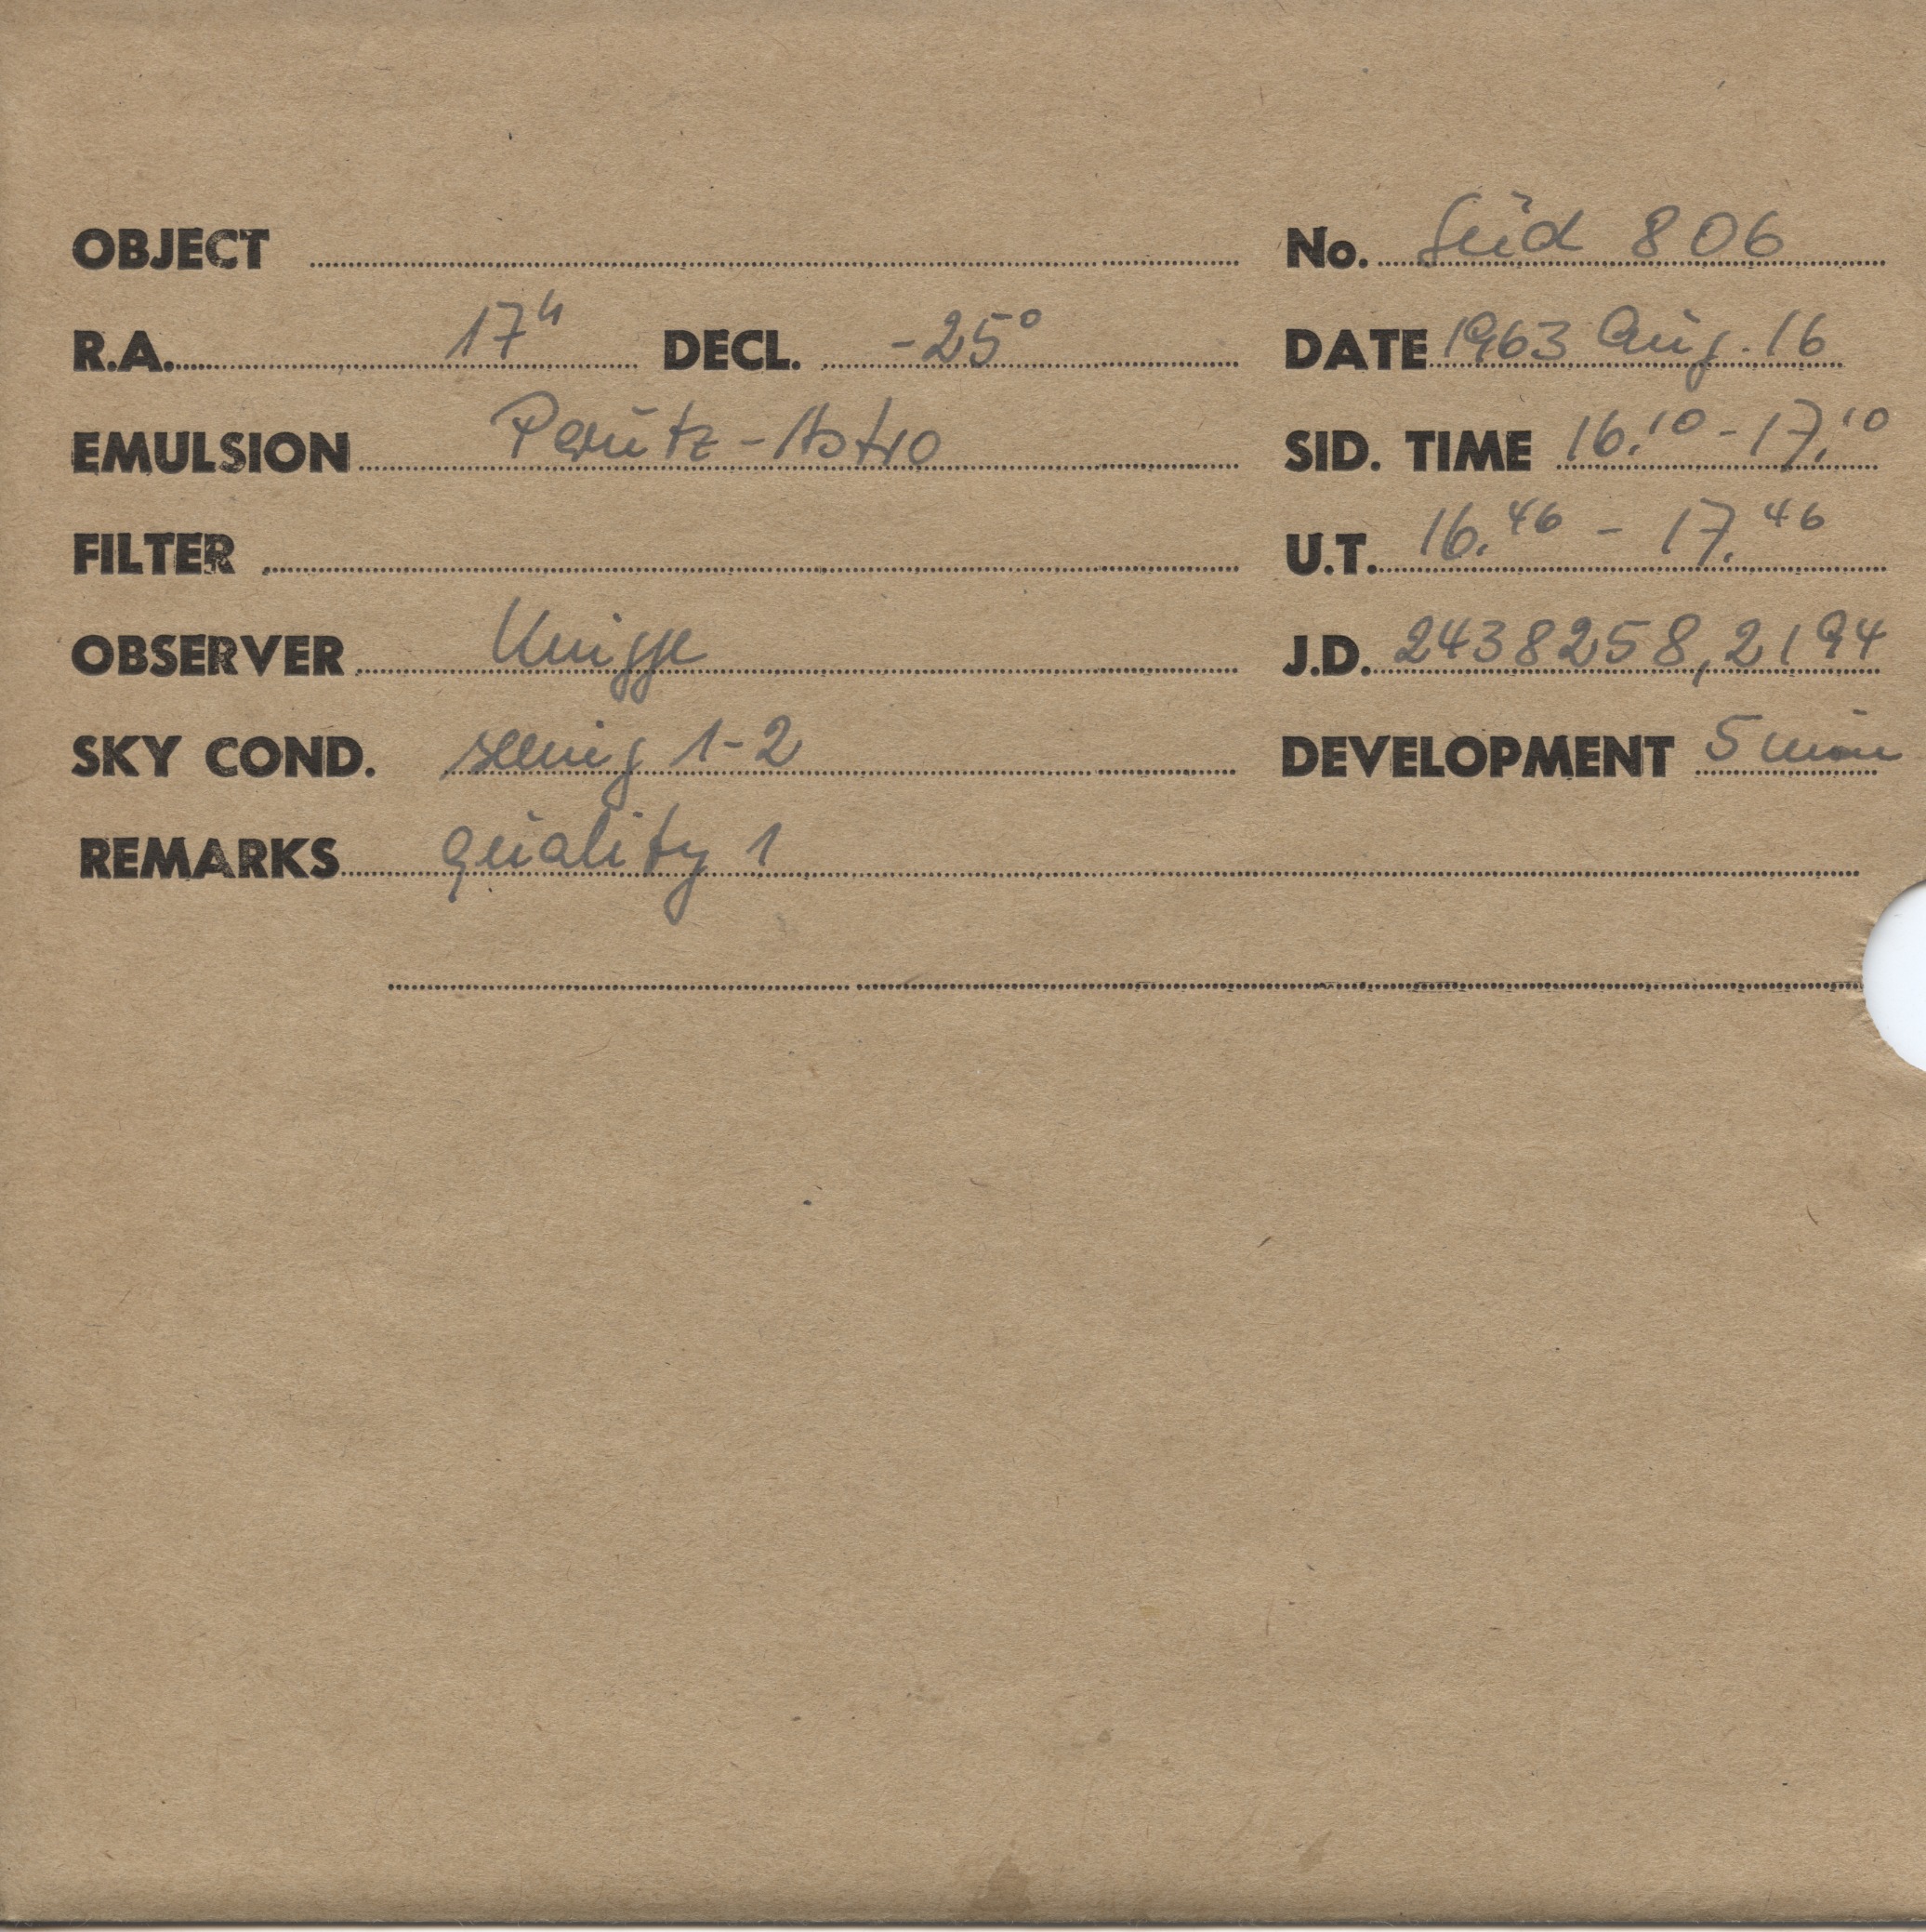 OBJECT No. Süd 806
R.A. 17h DECL. -25° DATE 1963 Aug. 16
EMULSION Perutz-Astro SID. TIME 16.10 - 17.10
FILTER U.T. 16.46 - 17.46
OBSERVER Knigge J.D. 2438258,2194
SKY COND. seeing 1-2 DEVELOPMENT 5 min
REMARKS quality 1